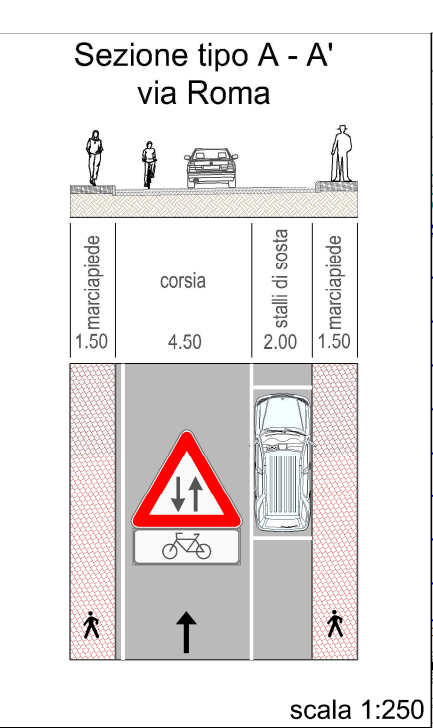 Sezione tipo A - A'
via Roma
marciapiede
1.50
corsia
4.50
stalli di sosta
2.00
marciapiede
1.50
scala 1:250